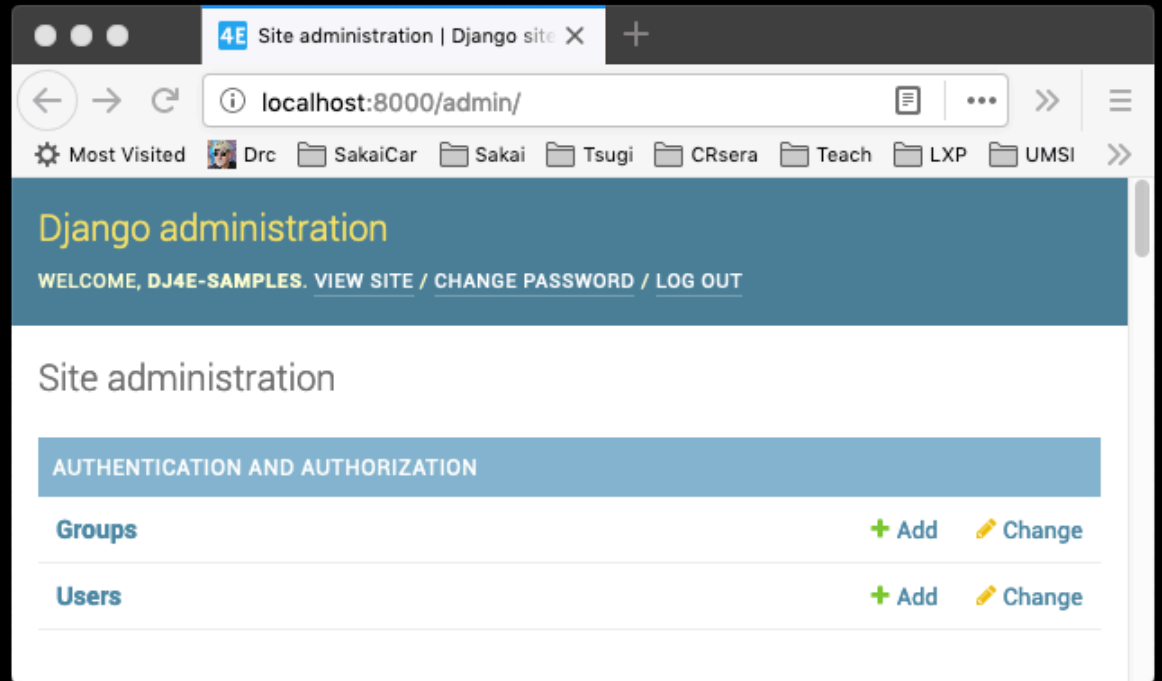 4E Site administration | Django site
localhost:8000/admin/
Most Visited Drc SakaiCar Sakai Tsugi CRsera Teach LXP UMSI
Django administration
WELCOME, DJ4E-SAMPLES. VIEW SITE / CHANGE PASSWORD / LOG OUT
Site administration
AUTHENTICATION AND AUTHORIZATION
Groups Add Change
Users Add Change